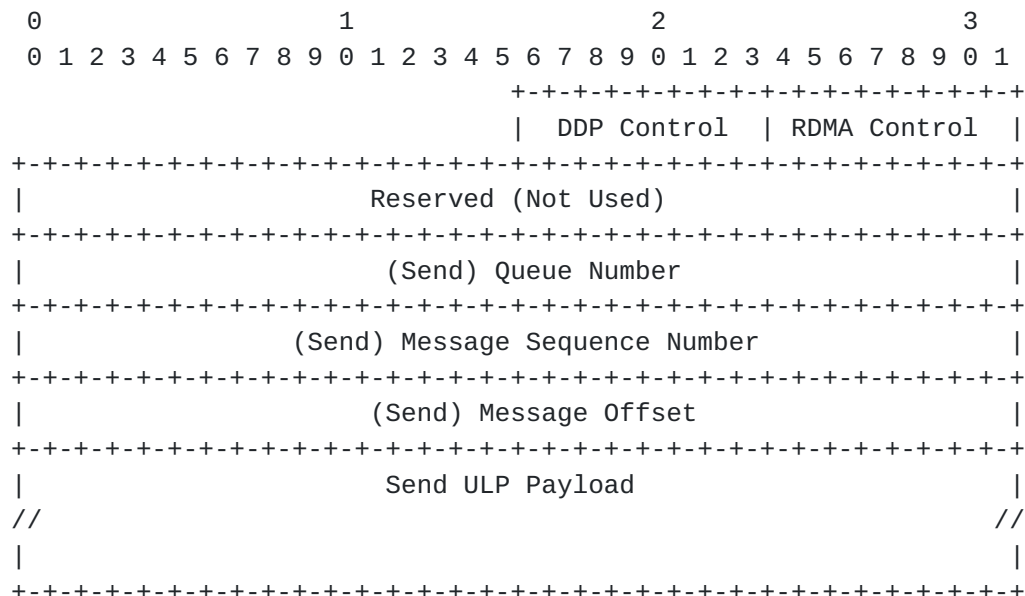 0                   1                   2                   3
 0 1 2 3 4 5 6 7 8 9 0 1 2 3 4 5 6 7 8 9 0 1 2 3 4 5 6 7 8 9 0 1
                                +-+-+-+-+-+-+-+-+-+-+-+-+-+-+-+-+
                                |  DDP Control  | RDMA Control  |
+-+-+-+-+-+-+-+-+-+-+-+-+-+-+-+-+-+-+-+-+-+-+-+-+-+-+-+-+-+-+-+-+
|                      Reserved (Not Used)                      |
+-+-+-+-+-+-+-+-+-+-+-+-+-+-+-+-+-+-+-+-+-+-+-+-+-+-+-+-+-+-+-+-+
|                       (Send) Queue Number                     |
+-+-+-+-+-+-+-+-+-+-+-+-+-+-+-+-+-+-+-+-+-+-+-+-+-+-+-+-+-+-+-+-+
|                 (Send) Message Sequence Number                |
+-+-+-+-+-+-+-+-+-+-+-+-+-+-+-+-+-+-+-+-+-+-+-+-+-+-+-+-+-+-+-+-+
|                      (Send) Message Offset                    |
+-+-+-+-+-+-+-+-+-+-+-+-+-+-+-+-+-+-+-+-+-+-+-+-+-+-+-+-+-+-+-+-+
|                       Send ULP Payload                        |
//                                                             //
|                                                               |
+-+-+-+-+-+-+-+-+-+-+-+-+-+-+-+-+-+-+-+-+-+-+-+-+-+-+-+-+-+-+-+-+